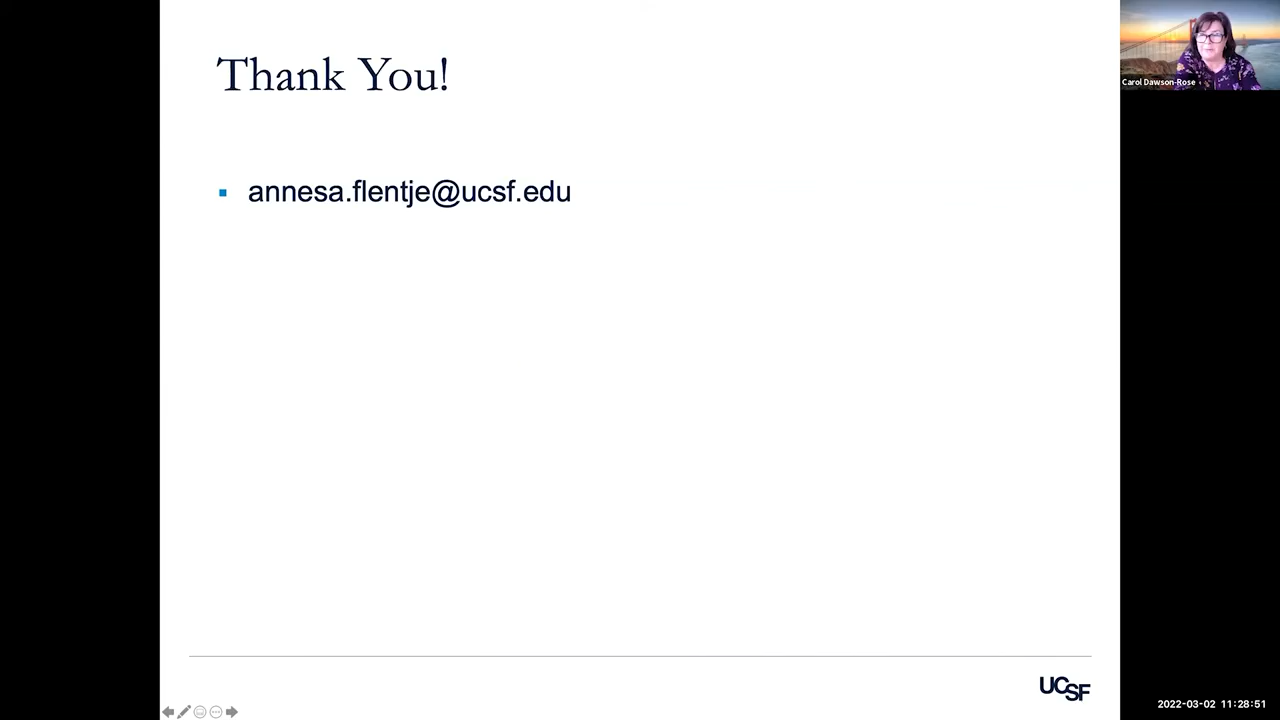 Thank You!
Carol Dawson-Rose
▪ annesa.flentje@ucsf.edu
UCSF
2022-03-02 11:28:51